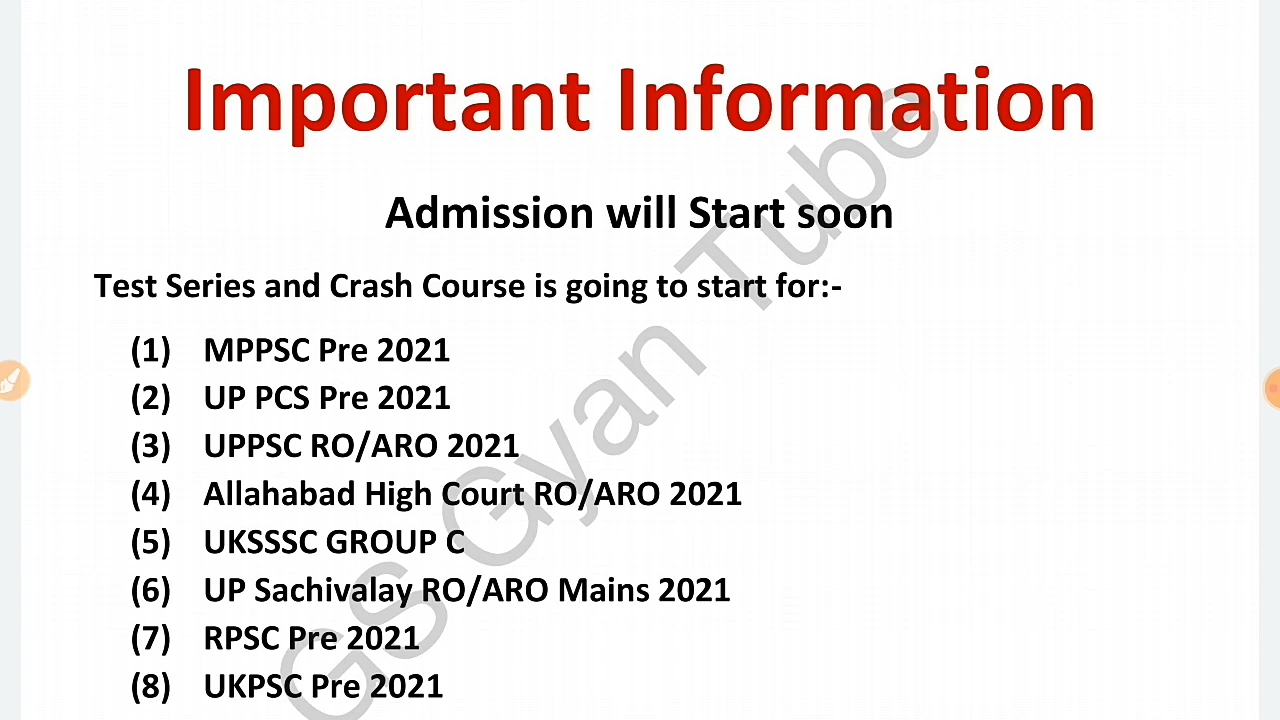 Important Information
Admission will Start soon
Test Series and Crash Course is going to start for:-
(1) MPPSC Pre 2021
(2) UP PCS Pre 2021
(3) UPPSC RO/ARO 2021
(4) Allahabad High Court RO/ARO 2021
(5) UKSSSC GROUP C
(6) UP Sachivalay RO/ARO Mains 2021
(7) RPSC Pre 2021
(8) UKPSC Pre 2021
Gs Gyan Tube